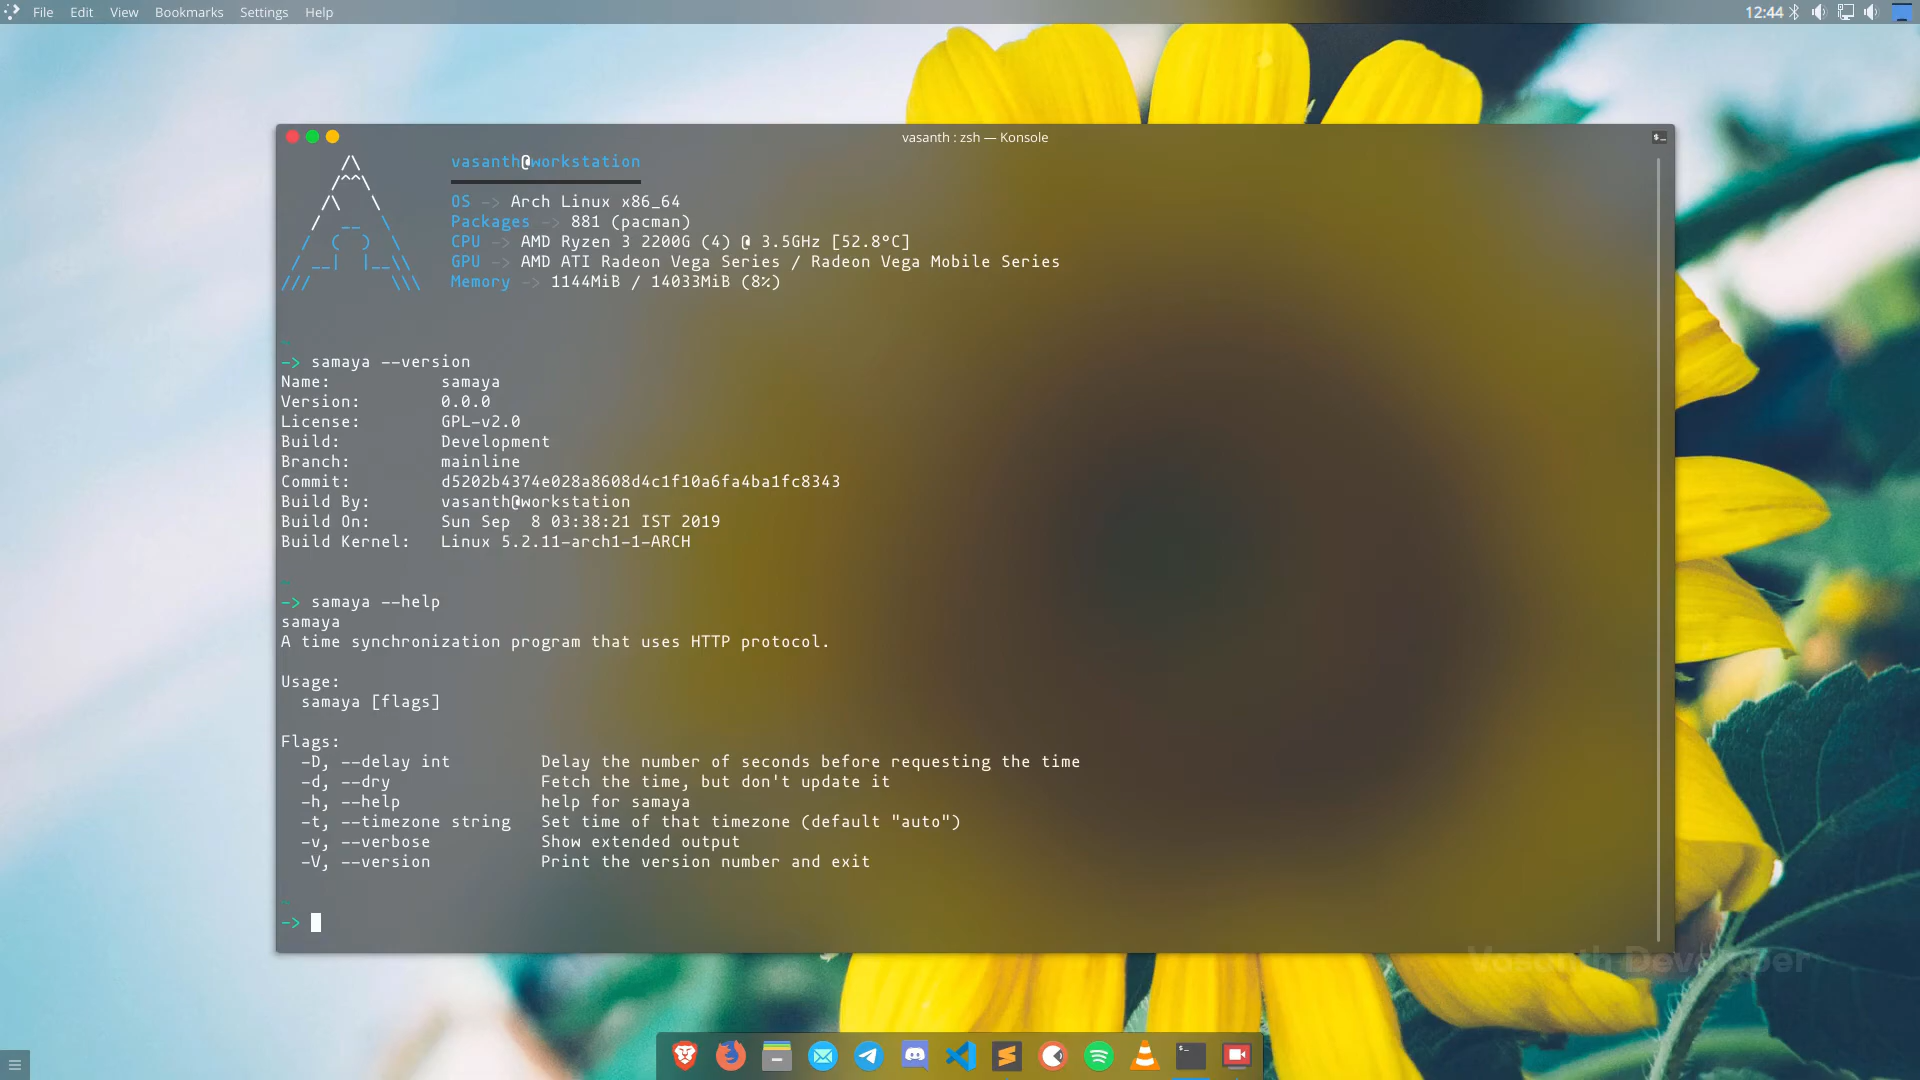 File Edit View Bookmarks Settings Help
12:44
vasanth : zsh — Konsole
vasanth@workstation
OS -> Arch Linux x86_64
Packages -> 881 (pacman)
CPU -> AMD Ryzen 3 2200G (4) @ 3.5GHz [52.8°C]
GPU -> AMD ATI Radeon Vega Series / Radeon Vega Mobile Series
Memory -> 1144MiB / 14033MiB (8%)
~
-> samaya --version
Name: samaya
Version: 0.0.0
License: GPL-v2.0
Build: Development
Branch: mainline
Commit: d5202b4374e028a8608d4c1f10a6fa4ba1fc8343
Build By: vasanth@workstation
Build On: Sun Sep  8 03:38:21 IST 2019
Build Kernel: Linux 5.2.11-arch1-1-ARCH
~
-> samaya --help
samaya
A time synchronization program that uses HTTP protocol.
Usage:
samaya [flags]
Flags:
-D, --delay int Delay the number of seconds before requesting the time
-d, --dry Fetch the time, but don't update it
-h, --help help for samaya
-t, --timezone string Set time of that timezone (default "auto")
-v, --verbose Show extended output
-V, --version Print the version number and exit
~
->
Vasanth Developer